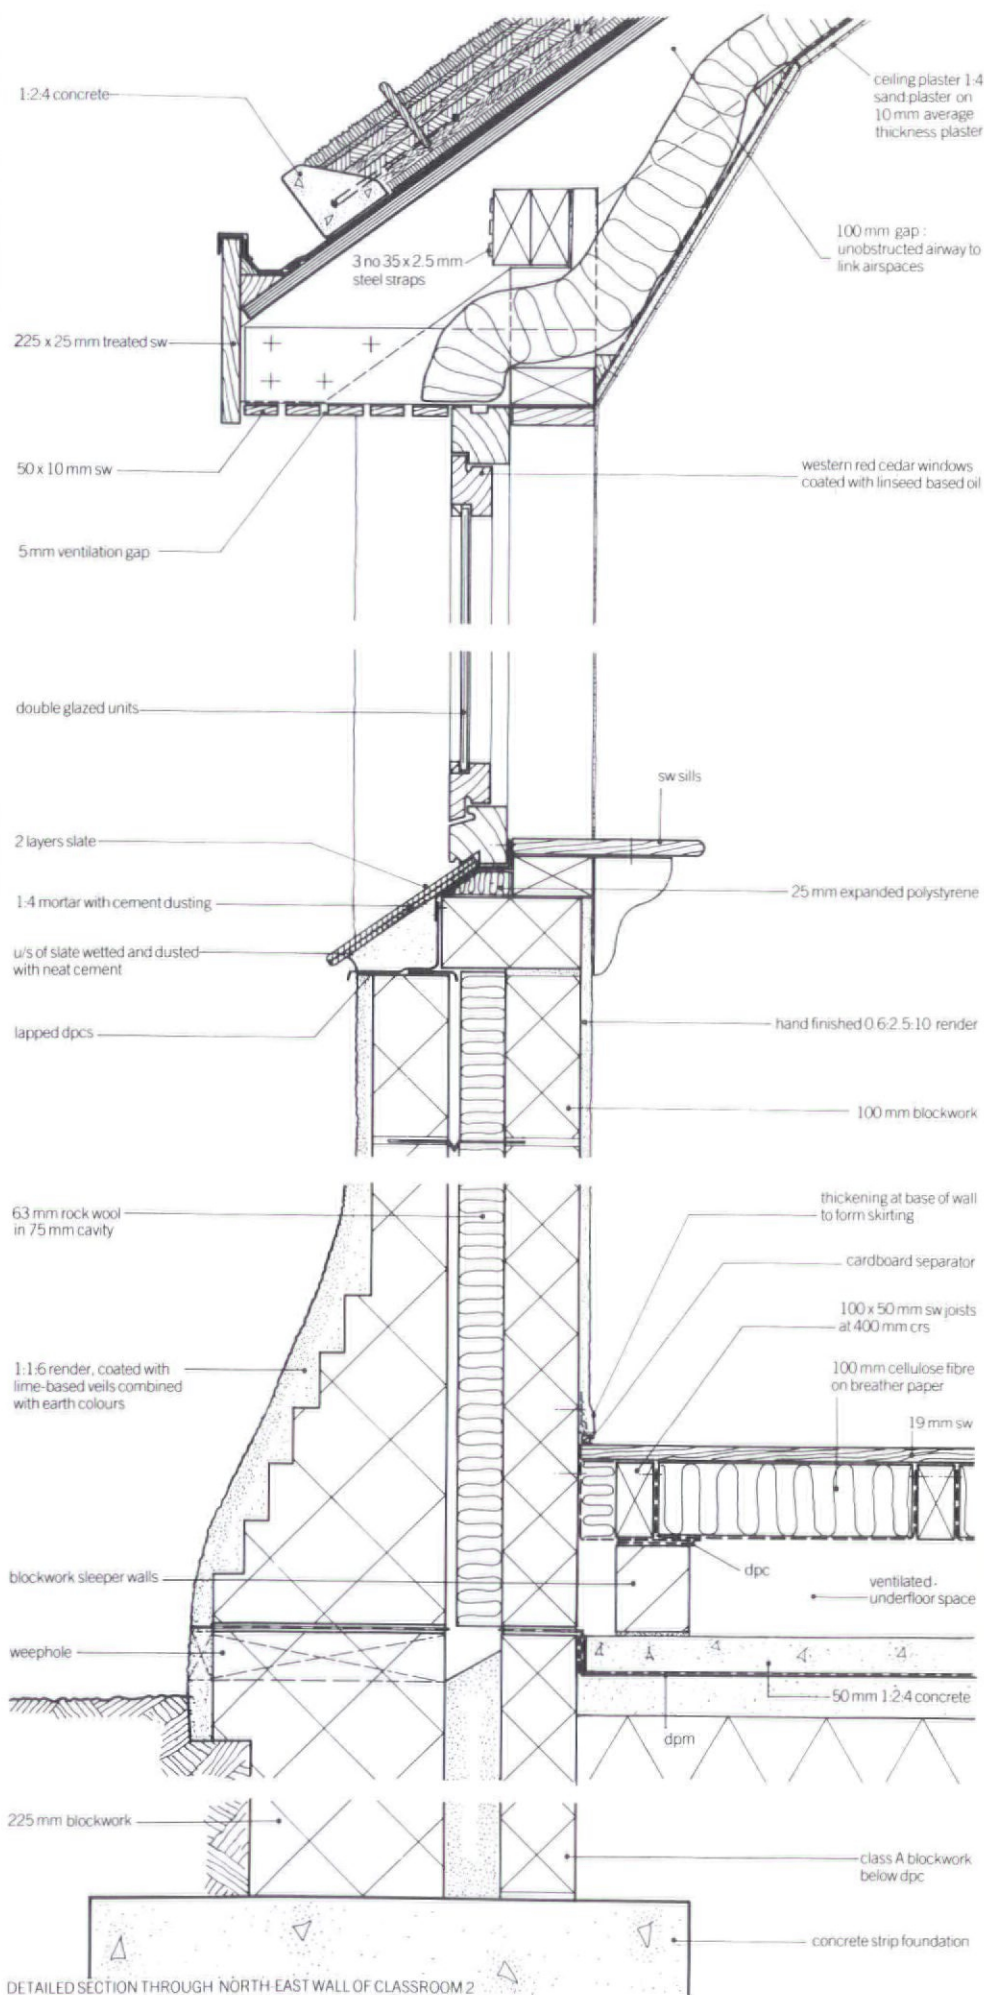 1:2:4 concrete
ceiling plaster 1:4
sand:plaster on
10 mm average
thickness plaster
3 no 35 x 2.5 mm
steel straps
100 mm gap :
unobstructed airway to
link airspaces
225 x 25 mm treated sw
50 x 10 mm sw
western red cedar windows
coated with linseed based oil
5 mm ventilation gap
double glazed units
sw sills
2 layers slate
1:4 mortar with cement dusting
25 mm expanded polystyrene
u/s of slate wetted and dusted
with neat cement
lapped dpcs
hand finished 0.6:2.5:10 render
100 mm blockwork
63 mm rock wool
in 75 mm cavity
thickening at base of wall
to form skirting
cardboard separator
100 x 50 mm sw joists
at 400 mm crs
1:1:6 render, coated with
lime-based veils combined
with earth colours
100 mm cellulose fibre
on breather paper
19 mm sw
blockwork sleeper walls
dpc
ventilated
underfloor space
weephole
50 mm 1:2:4 concrete
dpm
225 mm blockwork
class A blockwork
below dpc
concrete strip foundation
DETAILED SECTION THROUGH NORTH-EAST WALL OF CLASSROOM 2